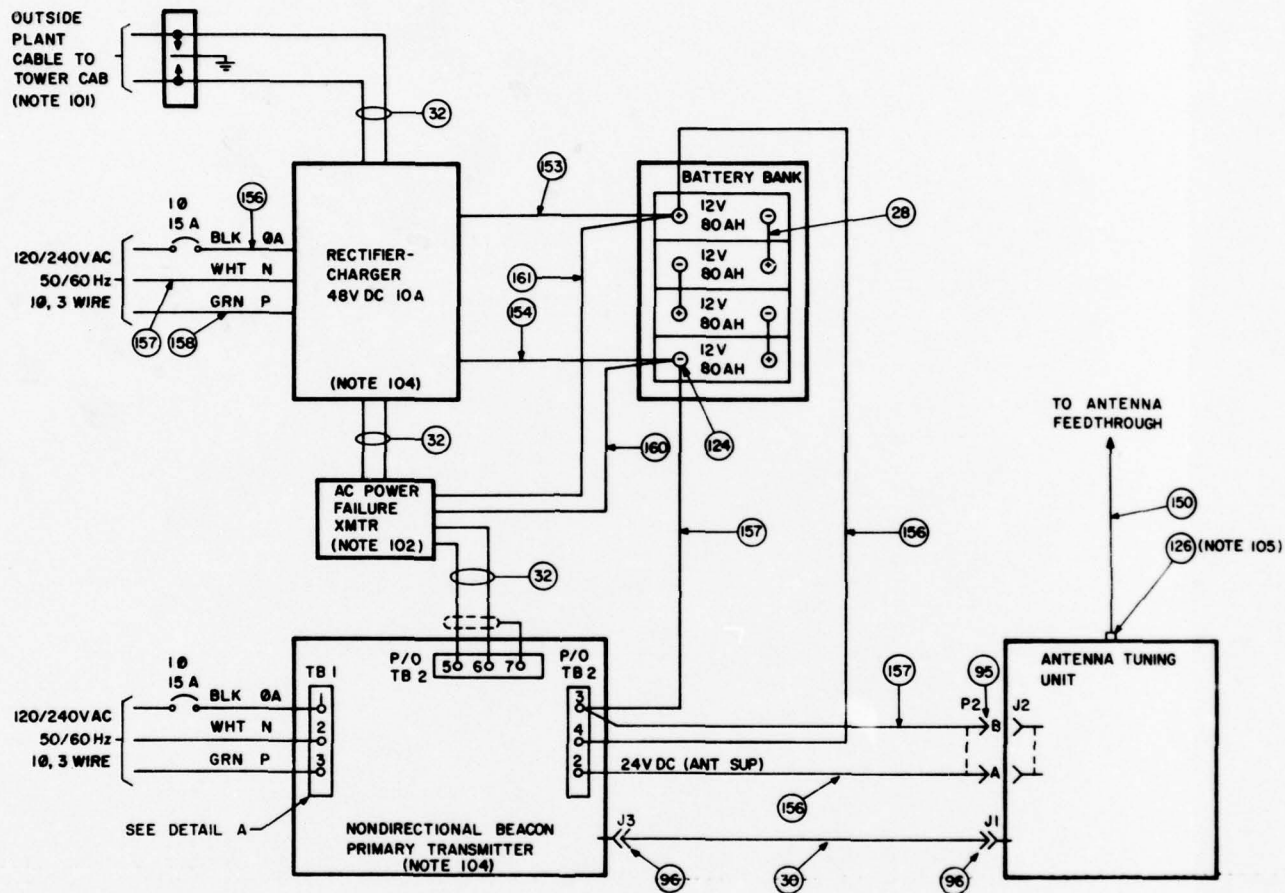 OUTSIDE
PLANT
CABLE TO
TOWER CAB
(NOTE 101)
32
153
BATTERY BANK
12V
80AH
28
12V
80AH
12V
80AH
12V
80AH
124
1Ø
15A
156
BLK ØA
120/240VAC
50/60 Hz
1Ø, 3 WIRE
WHT N
GRN P
157
158
RECTIFIER-
CHARGER
48V DC 10A
(NOTE 104)
161
154
32
160
AC POWER
FAILURE
XMTR
(NOTE 102)
32
157
156
TO ANTENNA
FEEDTHROUGH
150
126 (NOTE 105)
P/O
TB 2
5 6 7
P/O
TB 2
3
4
2
1Ø
15A
BLK ØA
120/240VAC
50/60 Hz
1Ø, 3 WIRE
WHT N
GRN P
TB 1
1
2
3
SEE DETAIL A
NONDIRECTIONAL BEACON
PRIMARY TRANSMITTER
(NOTE 104)
24V DC (ANT SUP)
157
95
P2
B
A
J2
156
ANTENNA TUNING
UNIT
J3
96
30
J1
96